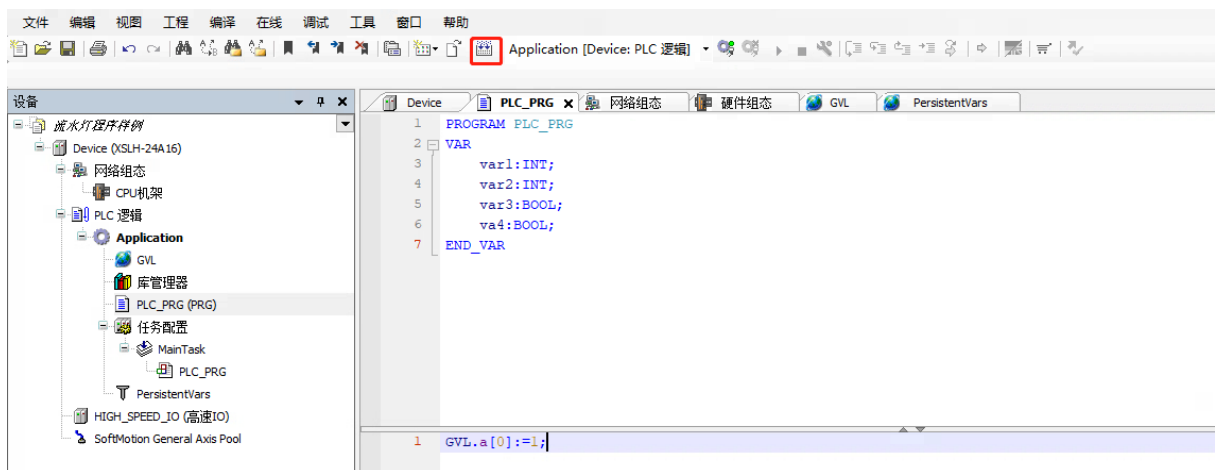 文件 编辑 视图 工程 编译 在线 调试 工具 窗口 帮助
Application [Device: PLC 逻辑]
设备
流水灯程序样例
Device (XSLH-24A16)
网络组态
CPU机架
PLC 逻辑
Application
GVL
库管理器
PLC_PRG (PRG)
任务配置
MainTask
PLC_PRG
PersistentVars
HIGH_SPEED_IO (高速IO)
SoftMotion General Axis Pool
Device PLC_PRG 网络组态 硬件组态 GVL PersistentVars
1 PROGRAM PLC_PRG
2 VAR
3 var1:INT;
4 var2:INT;
5 var3:BOOL;
6 va4:BOOL;
7 END_VAR
1 GVL.a[0]:=1;